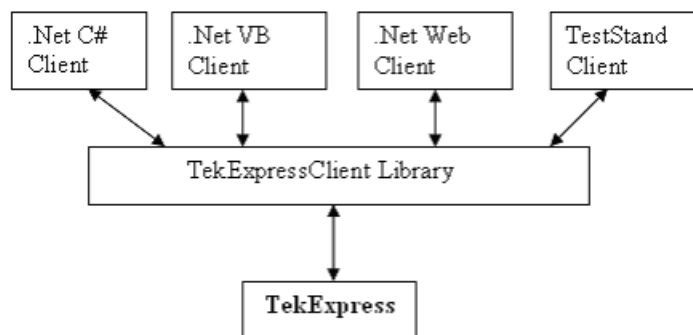 .Net C#
Client
.Net VB
Client
.Net Web
Client
TestStand
Client
TekExpressClient Library
TekExpress